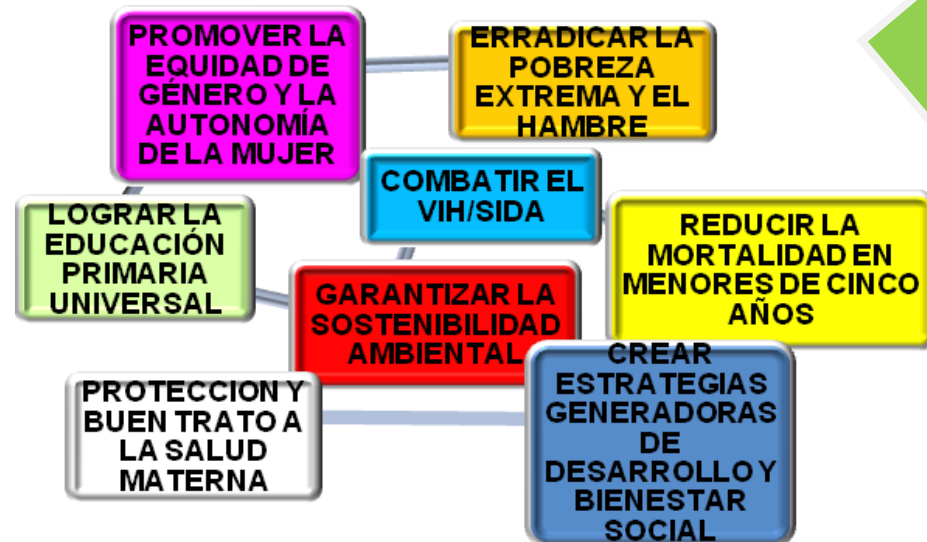 PROMOVER LA
EQUIDAD DE
GÉNERO Y LA
AUTONOMÍA
DE LA MUJER
ERRADICAR LA
POBREZA
EXTREMA Y EL
HAMBRE
COMBATIR EL
VIH/SIDA
LOGRAR LA
EDUCACIÓN
PRIMARIA
UNIVERSAL
REDUCIR LA
MORTALIDAD EN
MENORES DE CINCO
AÑOS
GARANTIZAR LA
SOSTENIBILIDAD
AMBIENTAL
PROTECCION Y
BUEN TRATO A
LA SALUD
MATERNA
CREAR
ESTRATEGIAS
GENERADORAS
DE
DESARROLLO Y
BIENESTAR
SOCIAL